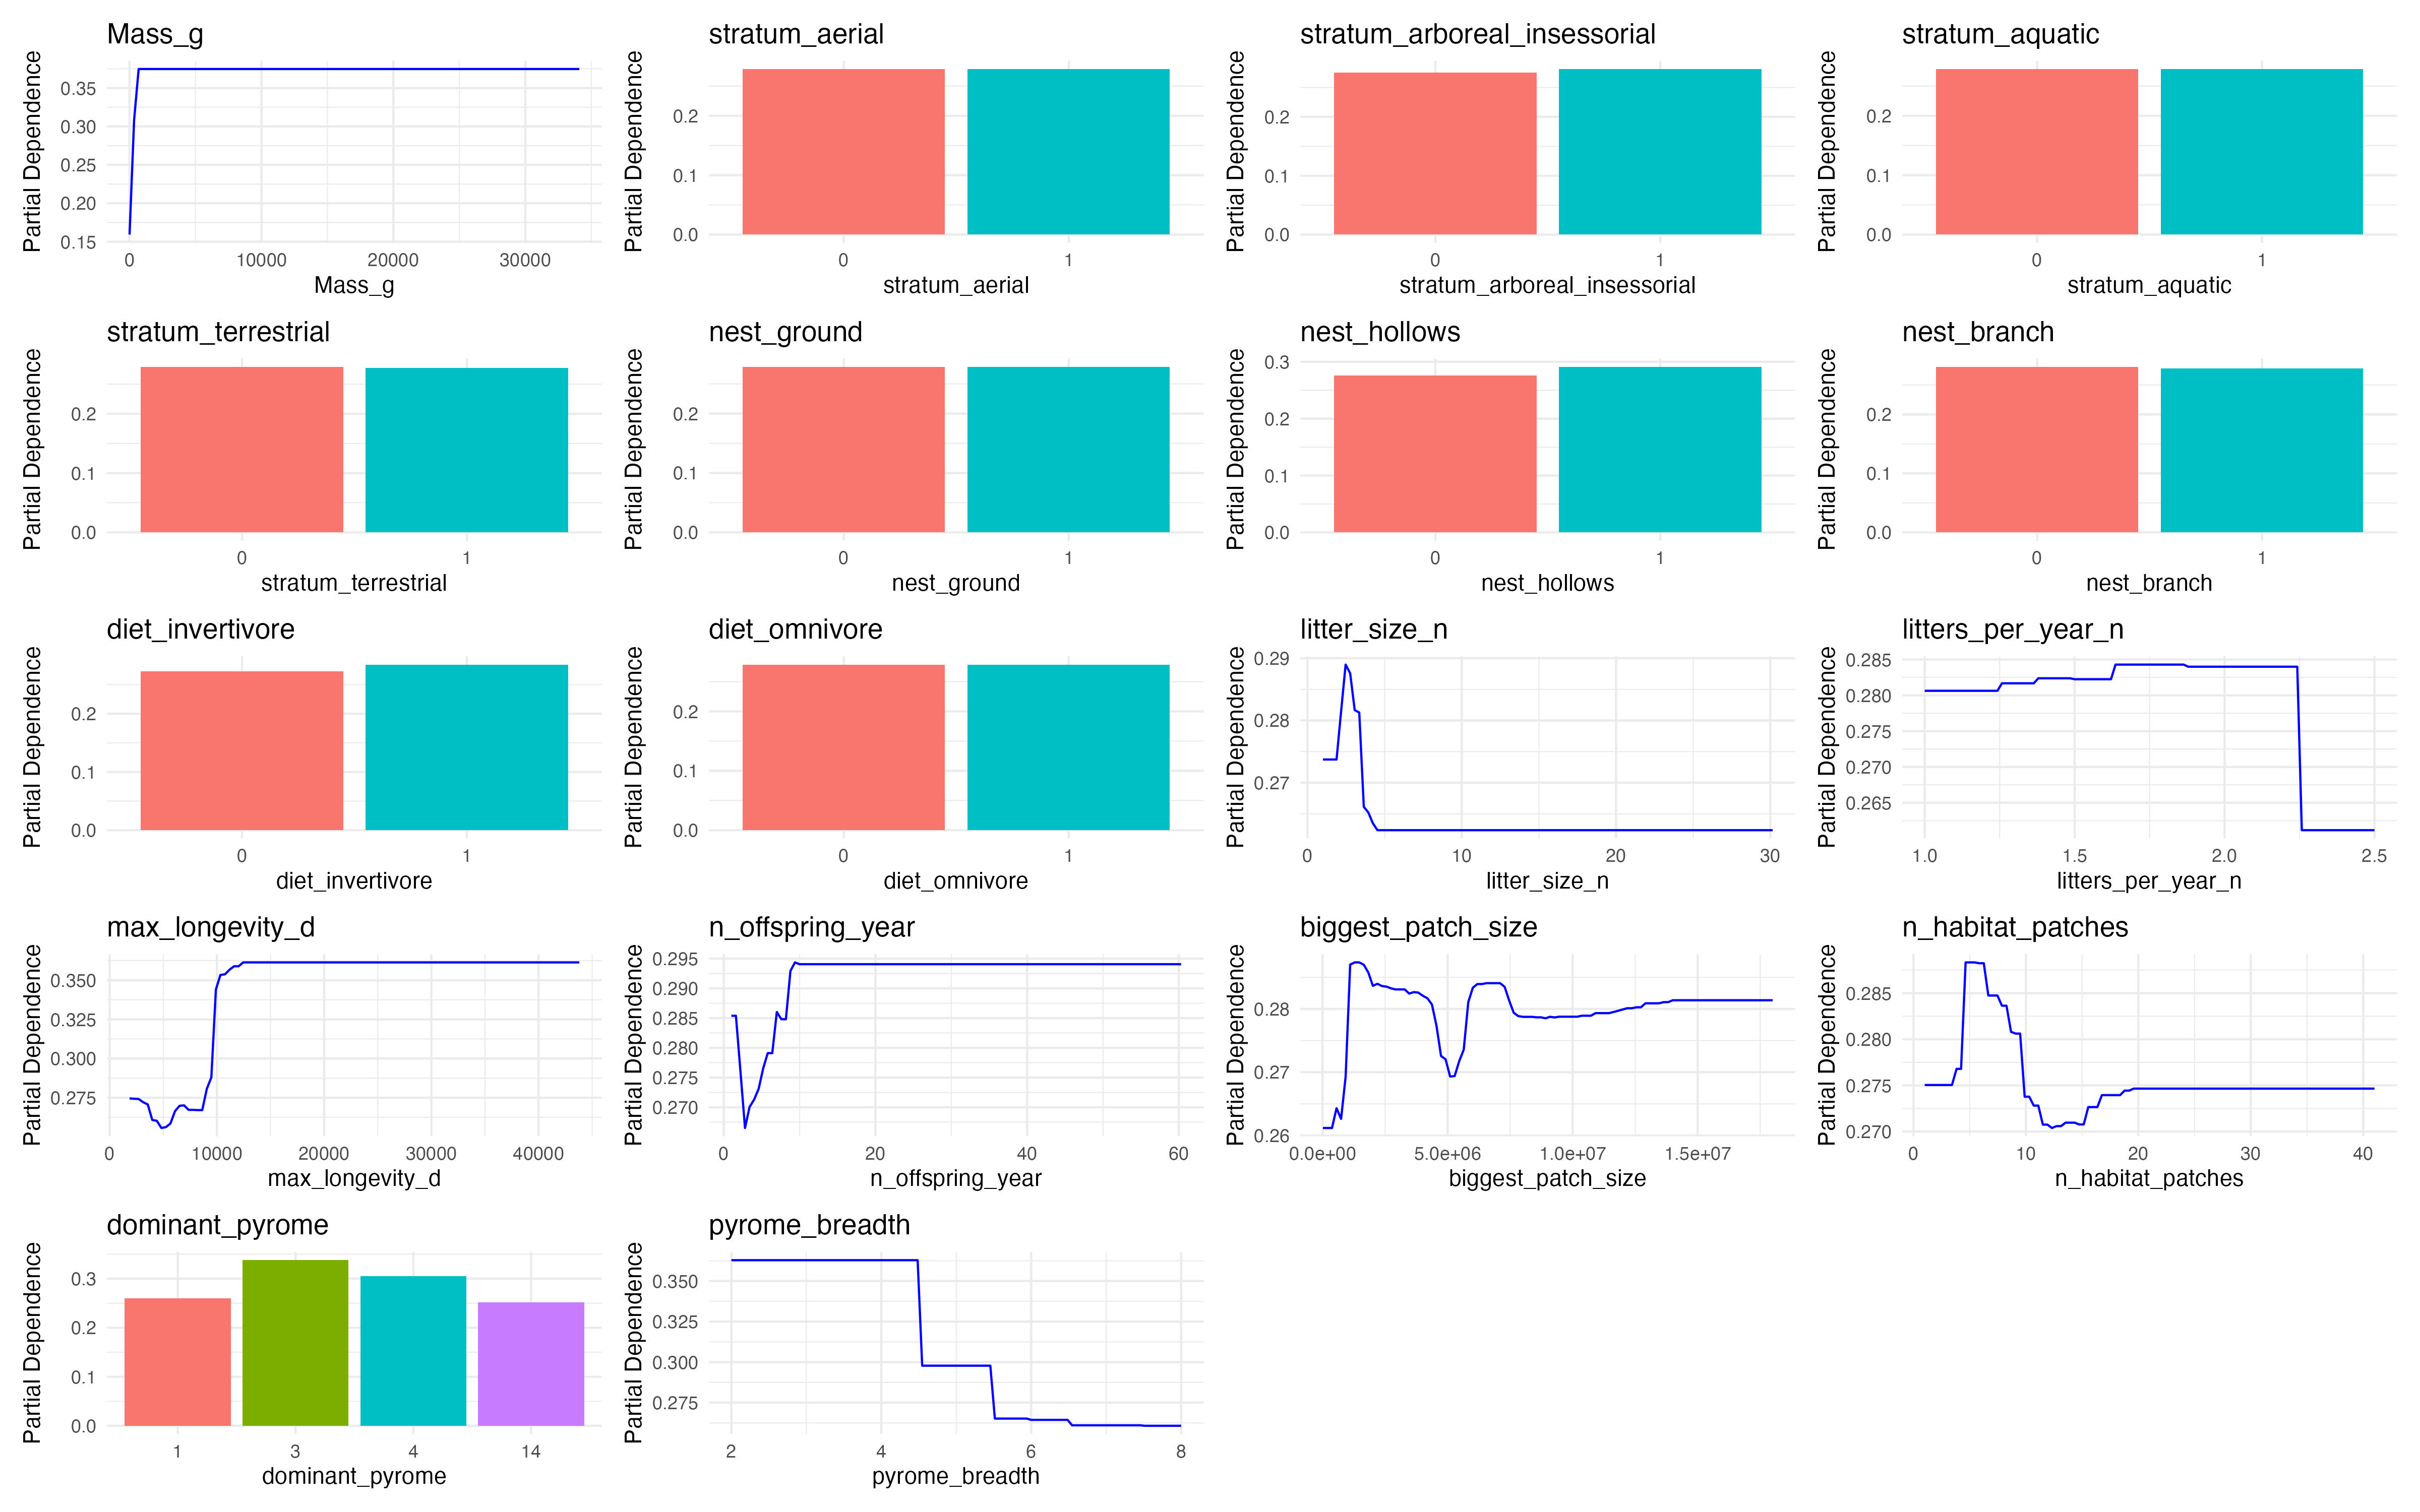 Mass_g
Partial Dependence
0.35
0.30
0.25
0.20
0.15
0 10000 20000 30000
Mass_g
stratum_aerial
Partial Dependence
0.2
0.1
0.0
0 1
stratum_aerial
stratum_arboreal_insessorial
Partial Dependence
0.2
0.1
0.0
0 1
stratum_arboreal_insessorial
stratum_aquatic
Partial Dependence
0.2
0.1
0.0
0 1
stratum_aquatic
stratum_terrestrial
Partial Dependence
0.2
0.1
0.0
0 1
stratum_terrestrial
nest_ground
Partial Dependence
0.2
0.1
0.0
0 1
nest_ground
nest_hollows
Partial Dependence
0.3
0.2
0.1
0.0
0 1
nest_hollows
nest_branch
Partial Dependence
0.2
0.1
0.0
0 1
nest_branch
diet_invertivore
Partial Dependence
0.2
0.1
0.0
0 1
diet_invertivore
diet_omnivore
Partial Dependence
0.2
0.1
0.0
0 1
diet_omnivore
litter_size_n
Partial Dependence
0.29
0.28
0.27
0 10 20 30
litter_size_n
litters_per_year_n
Partial Dependence
0.285
0.280
0.275
0.270
0.265
1.0 1.5 2.0 2.5
litters_per_year_n
max_longevity_d
Partial Dependence
0.350
0.325
0.300
0.275
0 10000 20000 30000 40000
max_longevity_d
n_offspring_year
Partial Dependence
0.295
0.290
0.285
0.280
0.275
0.270
0 20 40 60
n_offspring_year
biggest_patch_size
Partial Dependence
0.28
0.27
0.26
0.0e+00 5.0e+06 1.0e+07 1.5e+07
biggest_patch_size
n_habitat_patches
Partial Dependence
0.285
0.280
0.275
0.270
0 10 20 30 40
n_habitat_patches
dominant_pyrome
Partial Dependence
0.3
0.2
0.1
0.0
1 3 4 14
dominant_pyrome
pyrome_breadth
Partial Dependence
0.350
0.325
0.300
0.275
2 4 6 8
pyrome_breadth